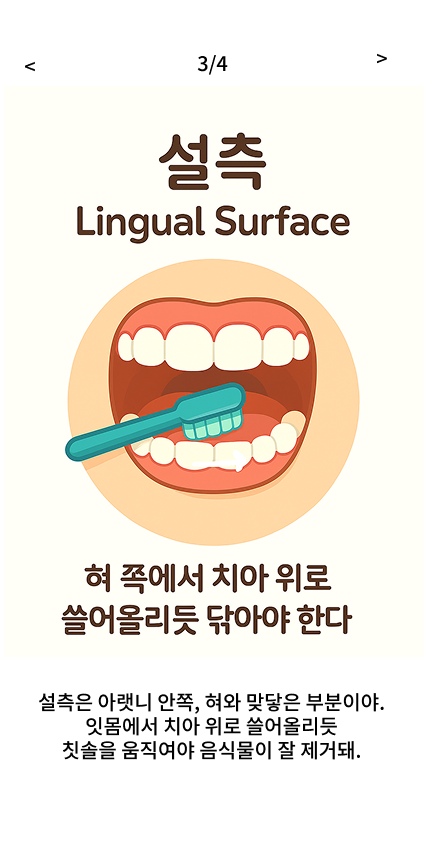 <
3/4
>
설측
Lingual Surface
혀 쪽에서 치아 위로
쓸어올리듯 닦아야 한다
설측은 아랫니 안쪽, 혀와 맞닿은 부분이야.
잇몸에서 치아 위로 쓸어올리듯
칫솔을 움직여야 음식물이 잘 제거돼.